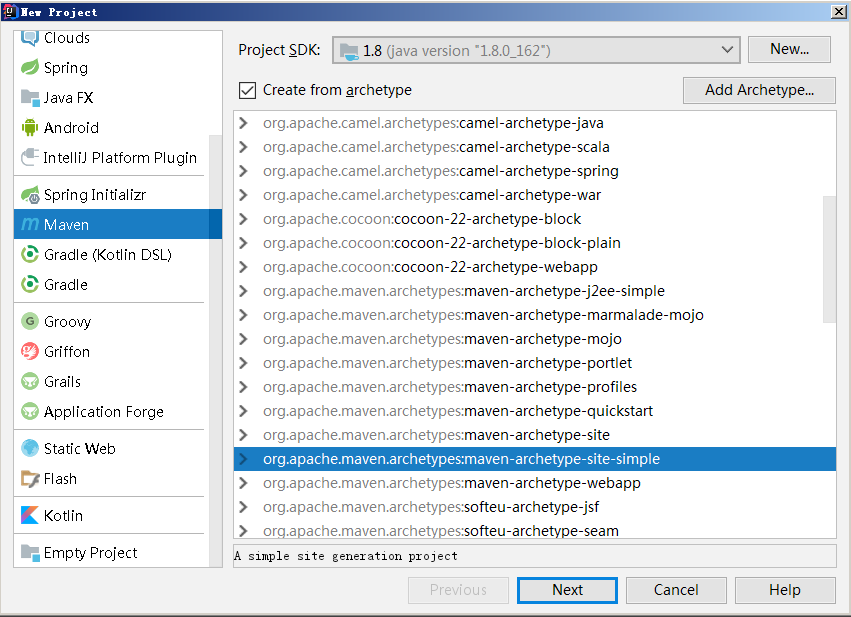 New Project
Clouds
Spring
Java FX
Android
IntelliJ Platform Plugin
Spring Initializr
Maven
Gradle (Kotlin DSL)
Gradle
Groovy
Griffon
Grails
Application Forge
Static Web
Flash
Kotlin
Empty Project
Project SDK: 1.8 (java version "1.8.0_162") New...
Create from archetype Add Archetype...
org.apache.camel.archetypes:camel-archetype-java
org.apache.camel.archetypes:camel-archetype-scala
org.apache.camel.archetypes:camel-archetype-spring
org.apache.camel.archetypes:camel-archetype-war
org.apache.cocoon:cocoon-22-archetype-block
org.apache.cocoon:cocoon-22-archetype-block-plain
org.apache.cocoon:cocoon-22-archetype-webapp
org.apache.maven.archetypes:maven-archetype-j2ee-simple
org.apache.maven.archetypes:maven-archetype-marmalade-mojo
org.apache.maven.archetypes:maven-archetype-mojo
org.apache.maven.archetypes:maven-archetype-portlet
org.apache.maven.archetypes:maven-archetype-profiles
org.apache.maven.archetypes:maven-archetype-quickstart
org.apache.maven.archetypes:maven-archetype-site
org.apache.maven.archetypes:maven-archetype-site-simple
org.apache.maven.archetypes:maven-archetype-webapp
org.apache.maven.archetypes:softeu-archetype-jsf
org.apache.maven.archetypes:softeu-archetype-seam
A simple site generation project
Previous Next Cancel Help